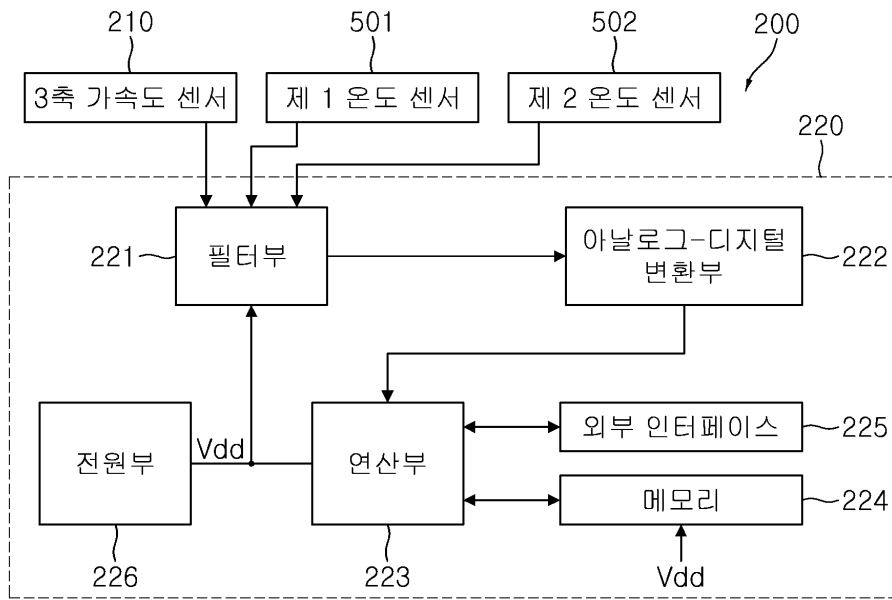 210
501
502
200
3축 가속도 센서
제 1 온도 센서
제 2 온도 센서
220
221
필터부
아날로그-디지털
변환부
222
전원부
Vdd
연산부
외부 인터페이스
225
메모리
224
226
223
Vdd